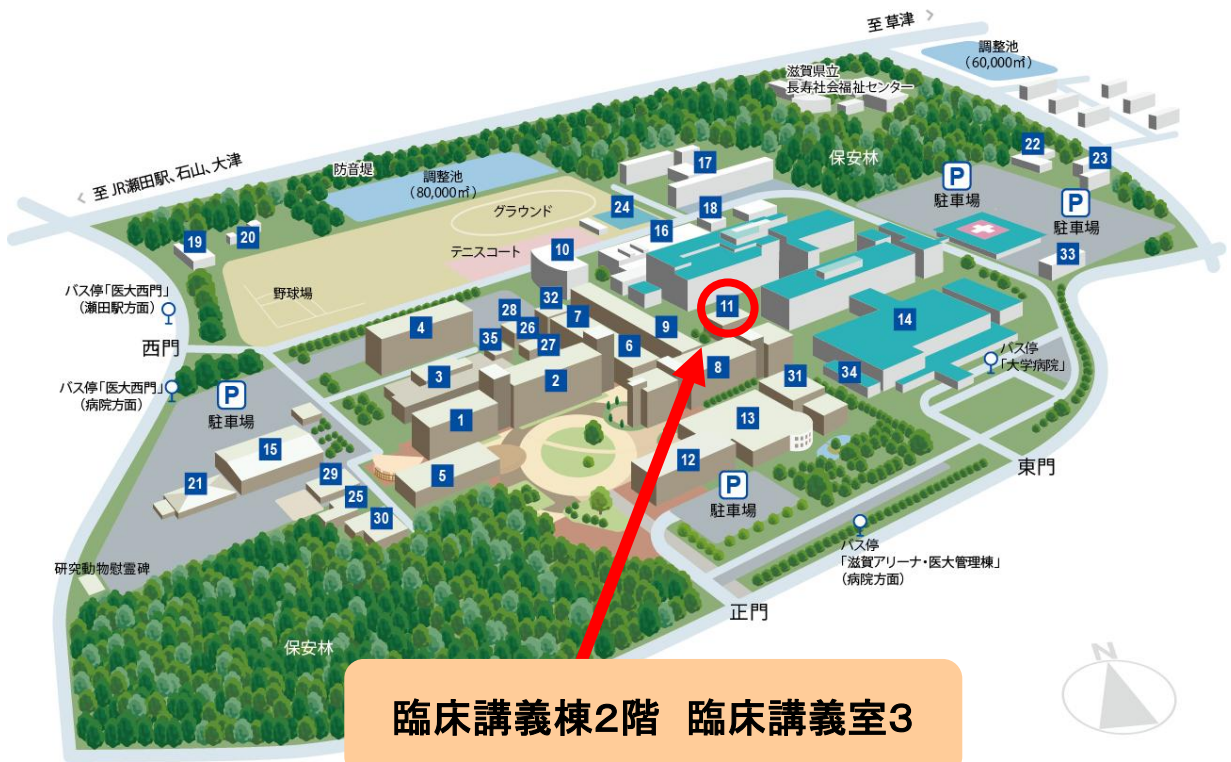 至 草津
調整池
(60,000㎡)
滋賀県立
長寿社会福祉センター
至 JR瀬田駅、石山、大津
防音堤
調整池
(80,000㎡)
保安林
17
22
23
P
駐車場
P
駐車場
グラウンド
24
18
16
19
20
テニスコート
10
33
バス停「医大西門」
(瀬田駅方面)
野球場
28
32
7
11
14
西門
4
26
9
35
27
6
8
バス停
「大学病院」
バス停「医大西門」
(病院方面)
P
駐車場
3
2
31
34
1
13
15
5
12
東門
21
29
P
駐車場
25
30
バス停
「滋賀アリーナ・医大管理棟」
(病院方面)
研究動物慰霊碑
正門
保安林
N
臨床講義棟2階 臨床講義室3